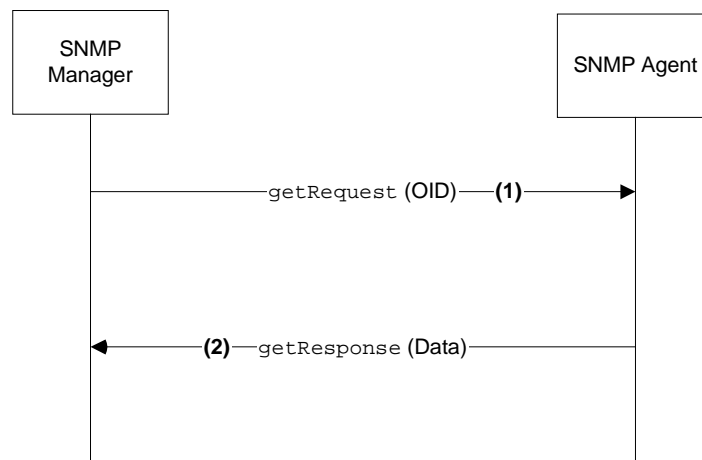 SNMP
Manager
SNMP Agent
getRequest (OID) (1)
(2) getResponse (Data)